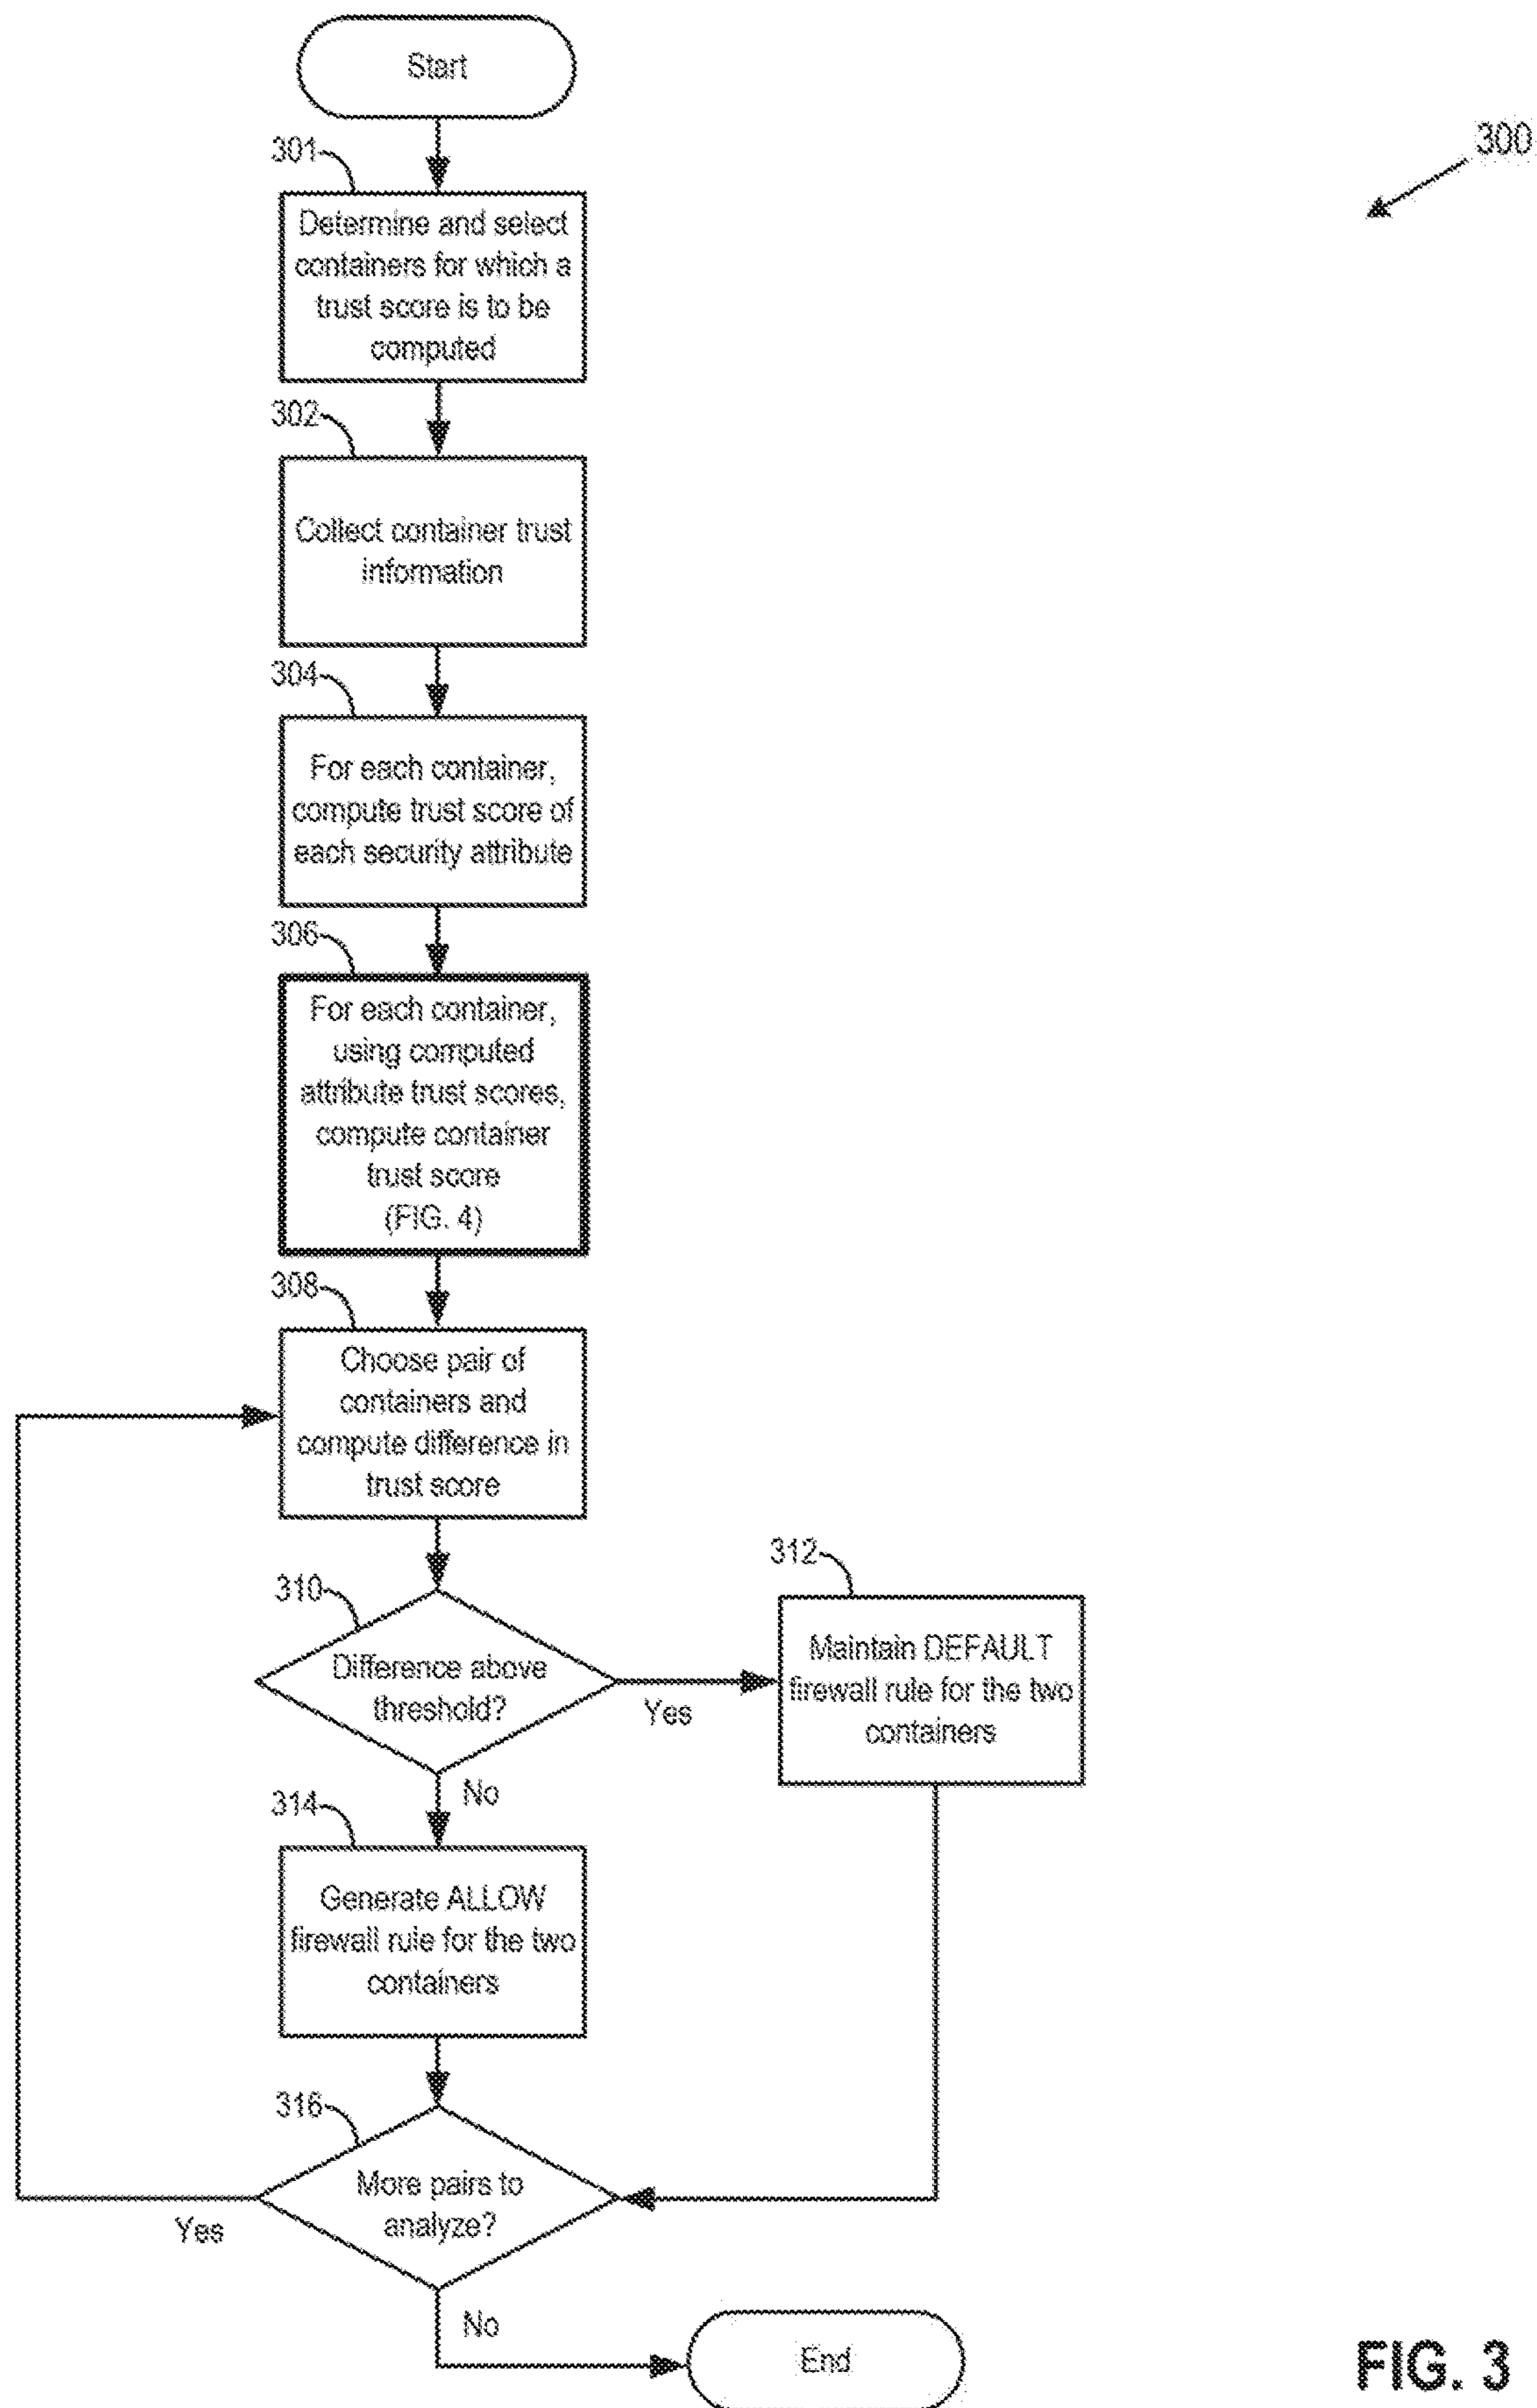 Start
300
301
Determine and select
containers for which a
trust score is to be
computed
302
Collect container trust
information
304
For each container,
compute trust score of
each security attribute
306
For each container,
using computed
attribute trust scores,
compute container
trust score
(FIG. 4)
308
Choose pair of
containers and
compute difference in
trust score
310
Difference above
threshold?
Yes
312
Maintain DEFAULT
firewall rule for the two
containers
No
314
Generate ALLOW
firewall rule for the two
containers
316
More pairs to
analyze?
Yes
No
End
FIG. 3